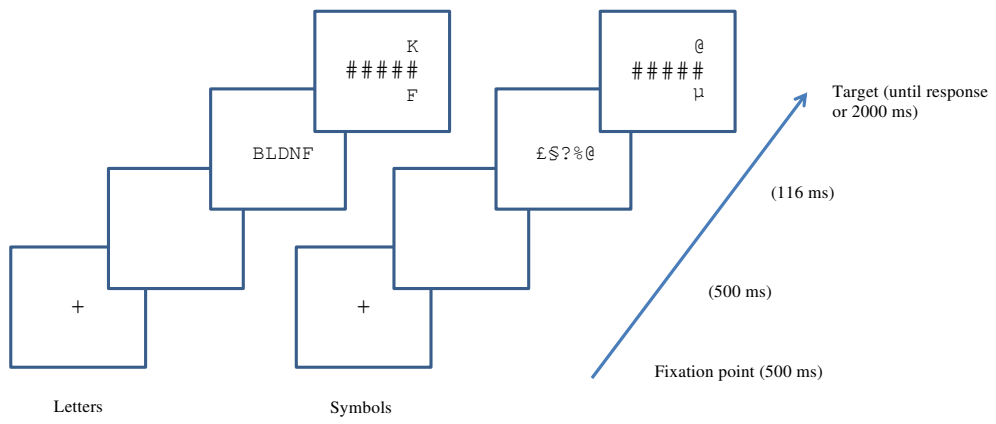 K
#####
F
@
#####
µ
Target (until response
or 2000 ms)
BLDNF
£§?%@
(116 ms)
(500 ms)
+
+
Fixation point (500 ms)
Letters
Symbols